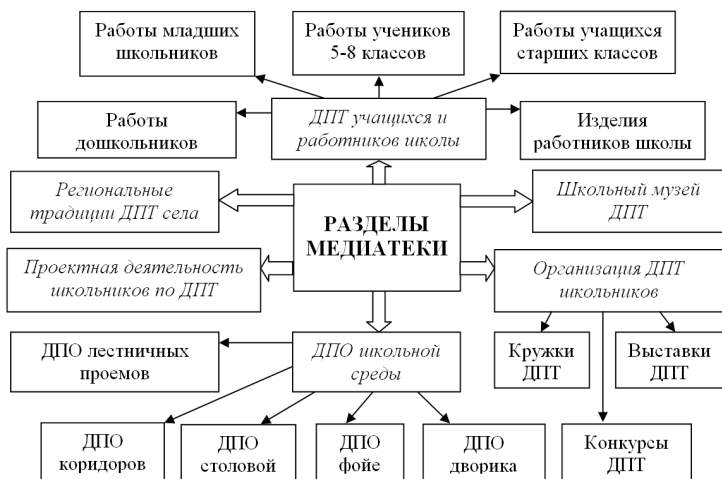 Работы младших
школьников
Работы учеников
5-8 классов
Работы учащихся
старших классов
Работы
дошкольников
ДПТ учащихся и
работников школы
Изделия
работников школы
Региональные
традиции ДПТ села
РАЗДЕЛЫ
МЕДИАТЕКИ
Школьный музей
ДПТ
Проектная деятельность
школьников по ДПТ
Организация ДПТ
школьников
ДПО лестничных
проемов
ДПО школьной
среды
Кружки
ДПТ
Выставки
ДПТ
ДПО
коридоров
ДПО
столовой
ДПО
фойе
ДПО
дворика
Конкурсы
ДПТ